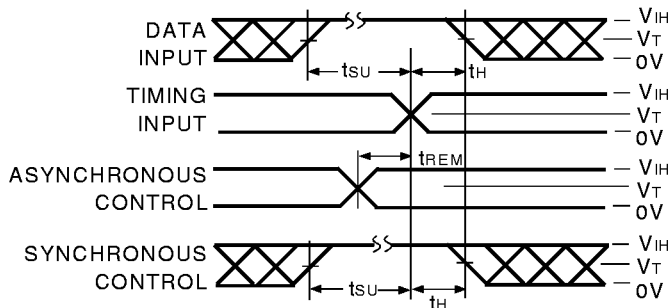 DATA INPUT
VIH
VT
0V
tSU
tH
TIMING INPUT
VIH
VT
0V
tREM
ASYNCHRONOUS CONTROL
VIH
VT
0V
SYNCHRONOUS CONTROL
VIH
VT
0V
tSU
tH